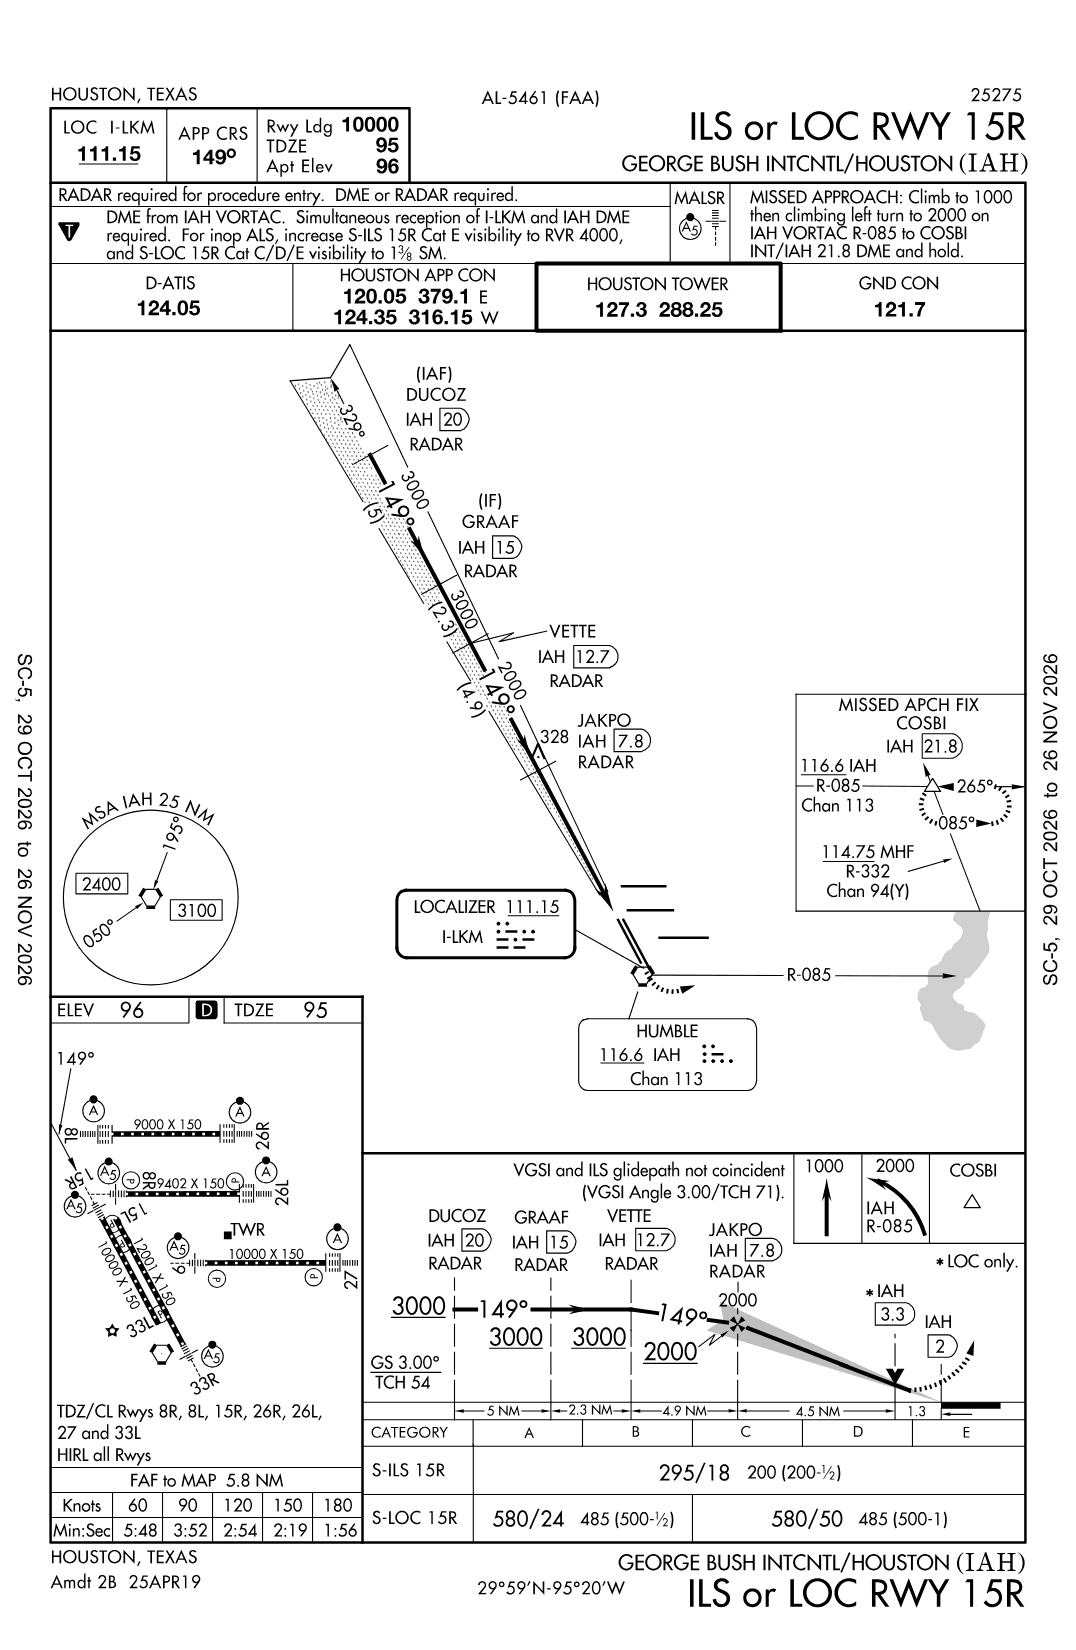 HOUSTON, TEXAS
AL-5461 (FAA)
25275
ILS or LOC RWY 15R
GEORGE BUSH INTCNTL/HOUSTON (IAH)
LOC I-LKM
111.15
APP CRS
149°
Rwy Ldg 10000
TDZE 95
Apt Elev 96
RADAR required for procedure entry. DME or RADAR required.
T
DME from IAH VORTAC. Simultaneous reception of I-LKM and IAH DME
required. For inop ALS, increase S-ILS 15R Cat E visibility to RVR 4000,
and S-LOC 15R Cat C/D/E visibility to 1⅜ SM.
MALSR
A5
MISSED APPROACH: Climb to 1000
then climbing left turn to 2000 on
IAH VORTAC R-085 to COSBI
INT/IAH 21.8 DME and hold.
D-ATIS
124.05
HOUSTON APP CON
120.05 379.1 E
124.35 316.15 W
HOUSTON TOWER
127.3 288.25
GND CON
121.7
(IAF)
DUCOZ
IAH 20
RADAR
329°
3000
149°
(5)
(IF)
GRAAF
IAH 15
RADAR
3000
(2.3)
VETTE
IAH 12.7
RADAR
2000
149°
(4.9)
328
JAKPO
IAH 7.8
RADAR
MISSED APCH FIX
COSBI
IAH 21.8
116.6 IAH
R-085
Chan 113
265°
085°
114.75 MHF
R-332
Chan 94(Y)
MSA IAH 25 NM
195°
2400
3100
050°
LOCALIZER 111.15
I-LKM
R-085
HUMBLE
116.6 IAH
Chan 113
SC-5, 29 OCT 2026 to 26 NOV 2026
SC-5, 29 OCT 2026 to 26 NOV 2026
ELEV 96
D
TDZE 95
149°
A
A
8L
9000 X 150
26R
15R
A5
P
8R
9402 X 150
P
A
26L
A5
15L
P
P
TWR
A5
9
10000 X 150
A
27
P
P
10000 X 150
12001 X 150
33L
P
A5
33R
TDZ/CL Rwys 8R, 8L, 15R, 26R, 26L,
27 and 33L
HIRL all Rwys
FAF to MAP 5.8 NM
Knots 60 90 120 150 180
Min:Sec 5:48 3:52 2:54 2:19 1:56
VGSI and ILS glidepath not coincident
(VGSI Angle 3.00/TCH 71).
1000
2000
IAH
R-085
COSBI
DUCOZ
IAH 20
RADAR
GRAAF
IAH 15
RADAR
VETTE
IAH 12.7
RADAR
JAKPO
IAH 7.8
RADAR
* LOC only.
2000
* IAH
3.3
IAH
2
3000
149°
149°
3000
3000
2000
GS 3.00°
TCH 54
5 NM
2.3 NM
4.9 NM
4.5 NM
1.3
CATEGORY A B C D E
S-ILS 15R 295/18 200 (200-½)
S-LOC 15R 580/24 485 (500-½) 580/50 485 (500-1)
HOUSTON, TEXAS
Amdt 2B 25APR19
29°59'N-95°20'W
GEORGE BUSH INTCNTL/HOUSTON (IAH)
ILS or LOC RWY 15R